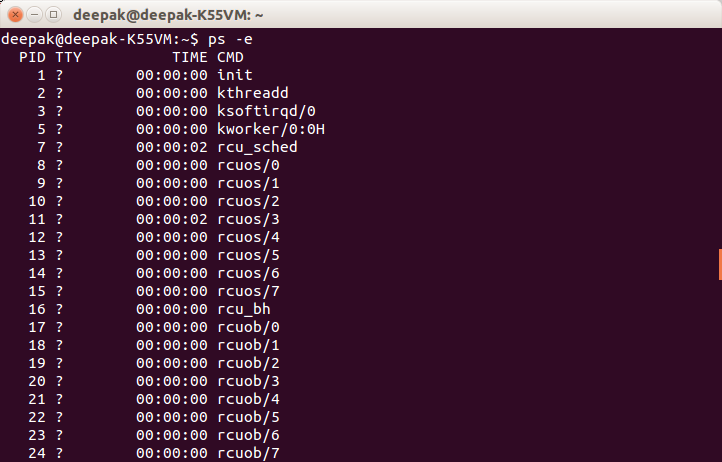 deepak@deepak-K55VM: ~
deepak@deepak-K55VM:~$ ps -e
  PID TTY          TIME CMD
    1 ?        00:00:00 init
    2 ?        00:00:00 kthreadd
    3 ?        00:00:00 ksoftirqd/0
    5 ?        00:00:00 kworker/0:0H
    7 ?        00:00:02 rcu_sched
    8 ?        00:00:00 rcuos/0
    9 ?        00:00:00 rcuos/1
   10 ?        00:00:00 rcuos/2
   11 ?        00:00:02 rcuos/3
   12 ?        00:00:00 rcuos/4
   13 ?        00:00:00 rcuos/5
   14 ?        00:00:00 rcuos/6
   15 ?        00:00:00 rcuos/7
   16 ?        00:00:00 rcu_bh
   17 ?        00:00:00 rcuob/0
   18 ?        00:00:00 rcuob/1
   19 ?        00:00:00 rcuob/2
   20 ?        00:00:00 rcuob/3
   21 ?        00:00:00 rcuob/4
   22 ?        00:00:00 rcuob/5
   23 ?        00:00:00 rcuob/6
   24 ?        00:00:00 rcuob/7